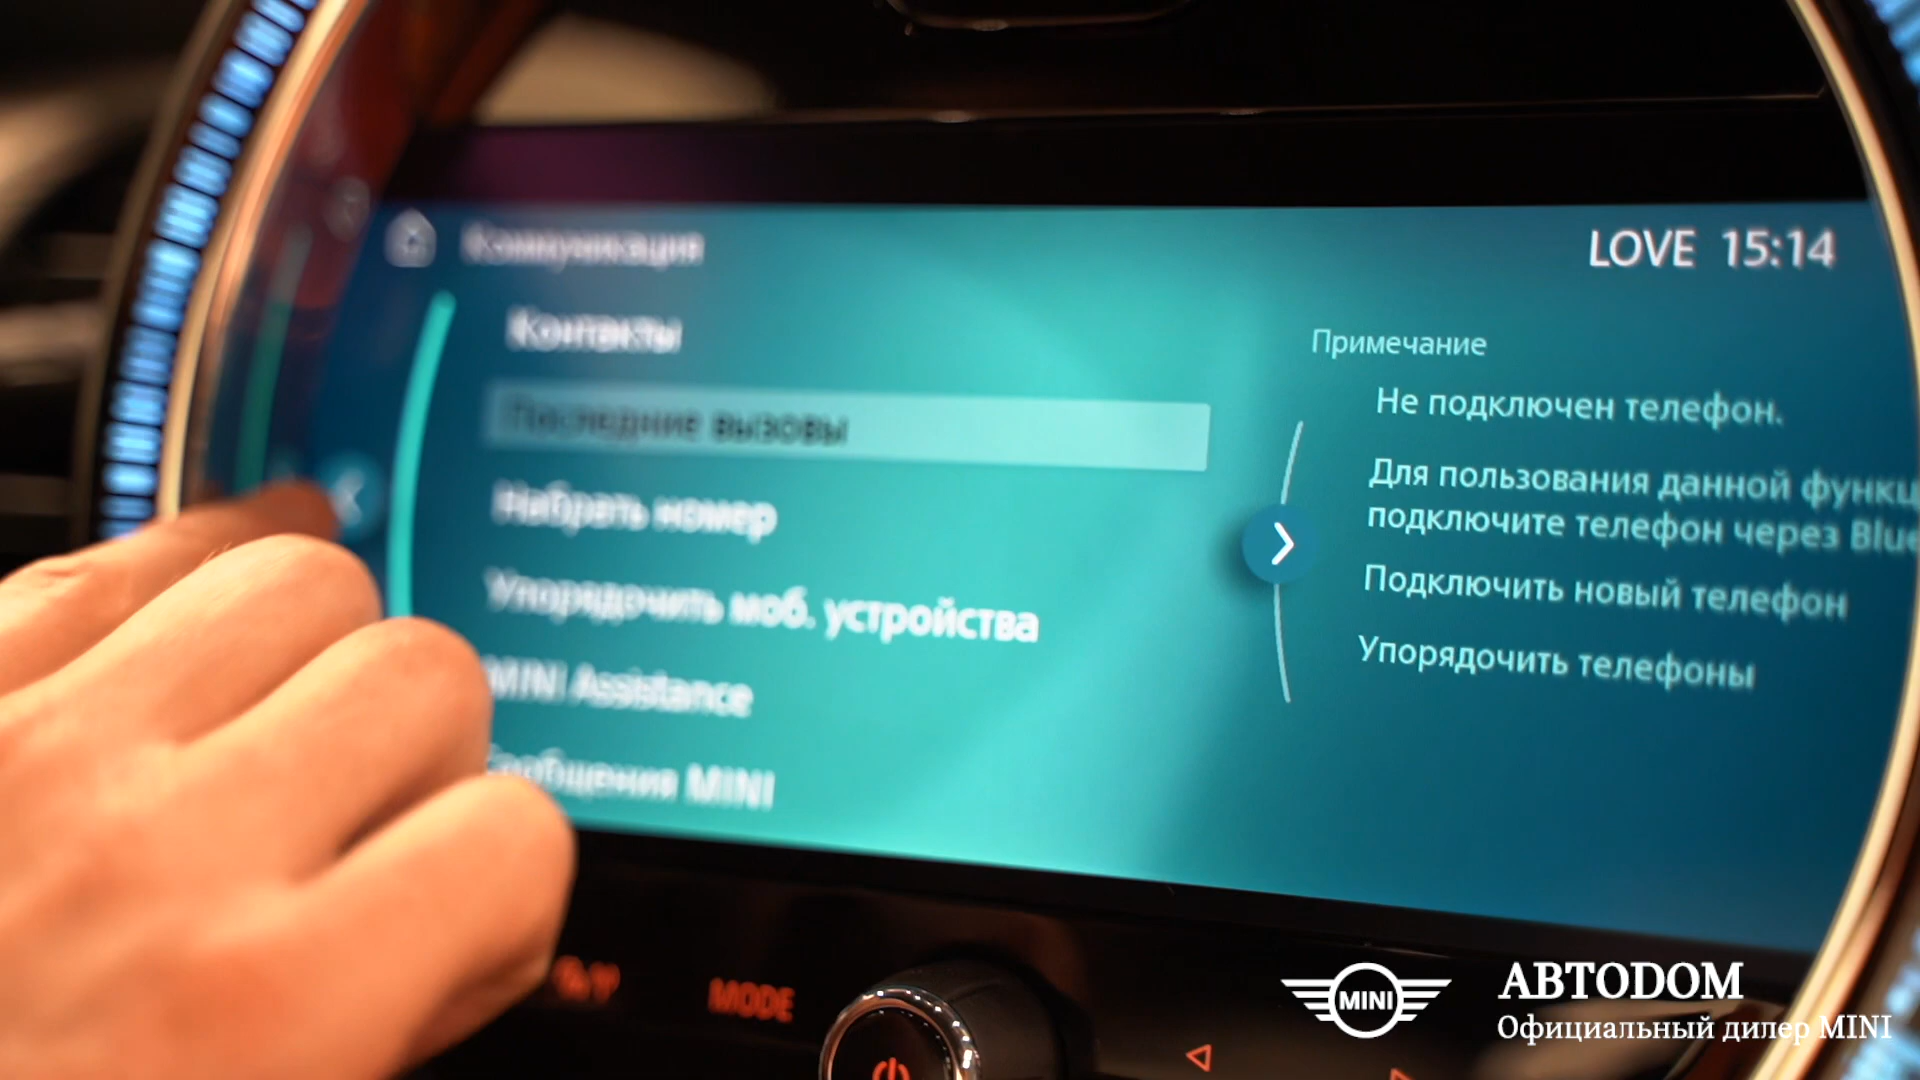 Коммуникация
LOVE 15:14
Контакты
Последние вызовы
Набрать номер
Упорядочить моб. устройства
MINI Assistance
Сообщения MINI
Примечание
Не подключен телефон.
Для пользования данной функц
подключите телефон через Blue
Подключить новый телефон
Упорядочить телефоны
MODE
MINI
АВТОDОМ
Официальный дилер MINI